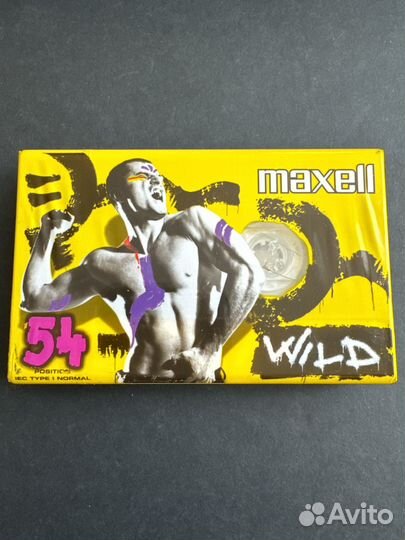 maxell
54
POSITION
IEC TYPE I NORMAL
WILD
Avito